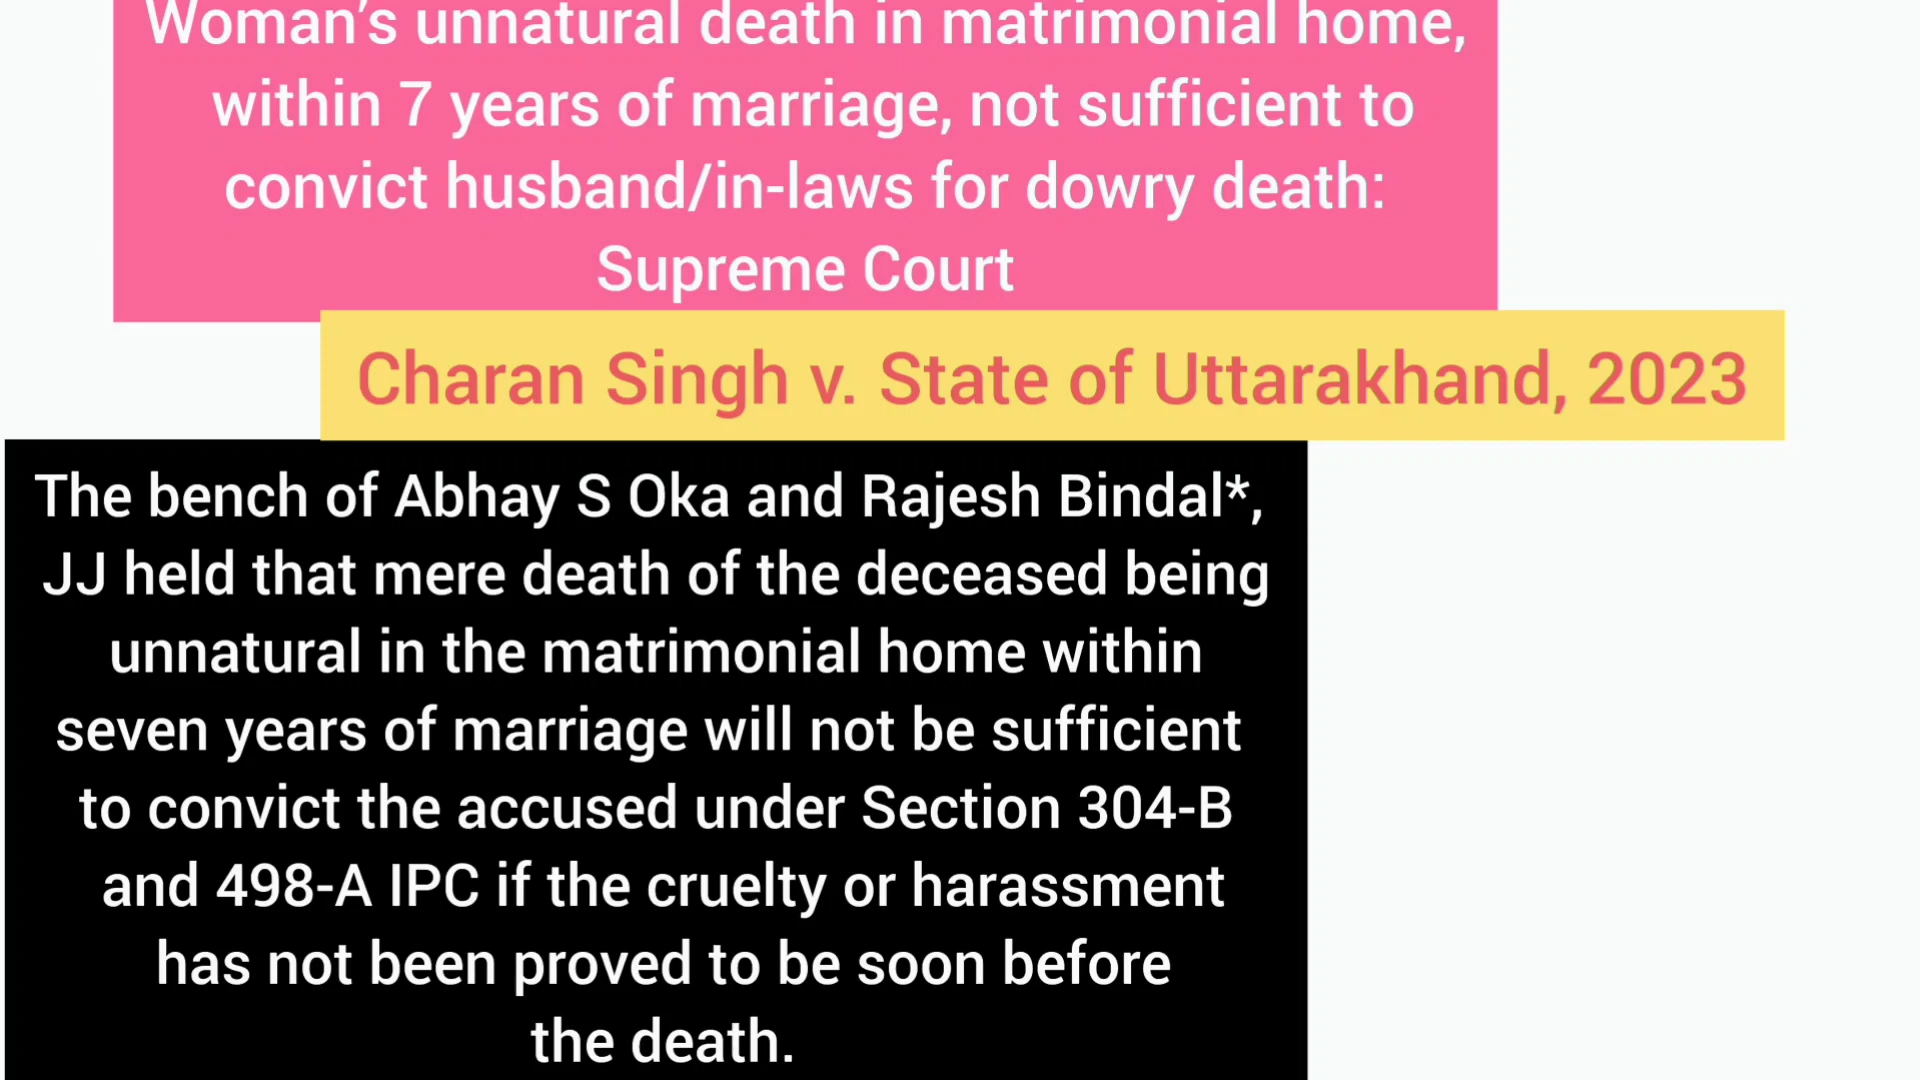 Woman’s unnatural death in matrimonial home,
within 7 years of marriage, not sufficient to
convict husband/in-laws for dowry death:
Supreme Court
Charan Singh v. State of Uttarakhand, 2023
The bench of Abhay S Oka and Rajesh Bindal*,
JJ held that mere death of the deceased being
unnatural in the matrimonial home within
seven years of marriage will not be sufficient
to convict the accused under Section 304-B
and 498-A IPC if the cruelty or harassment
has not been proved to be soon before
the death.